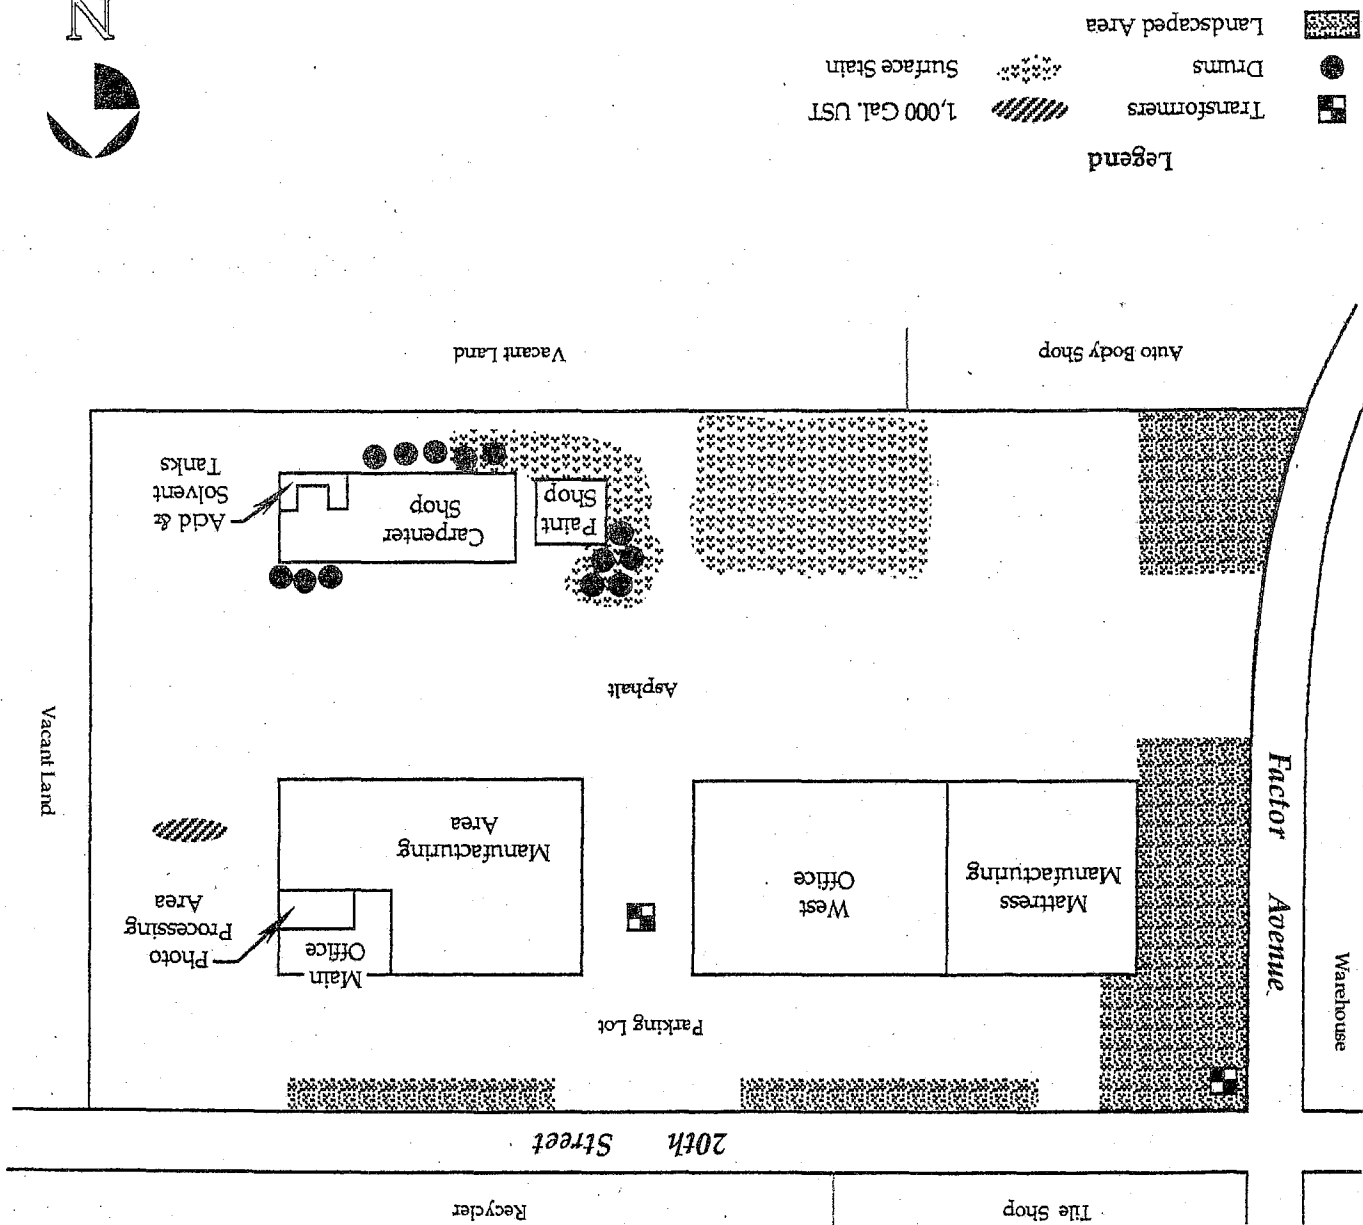 Tile Shop
Recycler
20th Street
Parking Lot
Warehouse
Factor Avenue
Mattress
Manufacturing
West
Office
Main
Office
Manufacturing
Area
Photo
Processing
Area
Vacant Land
Asphalt
Paint
Shop
Carpenter
Shop
Acid &
Solvent
Tanks
Auto Body Shop
Vacant Land
Legend
Transformers
1,000 Gal. UST
Drums
Surface Stain
Landscaped Area
N